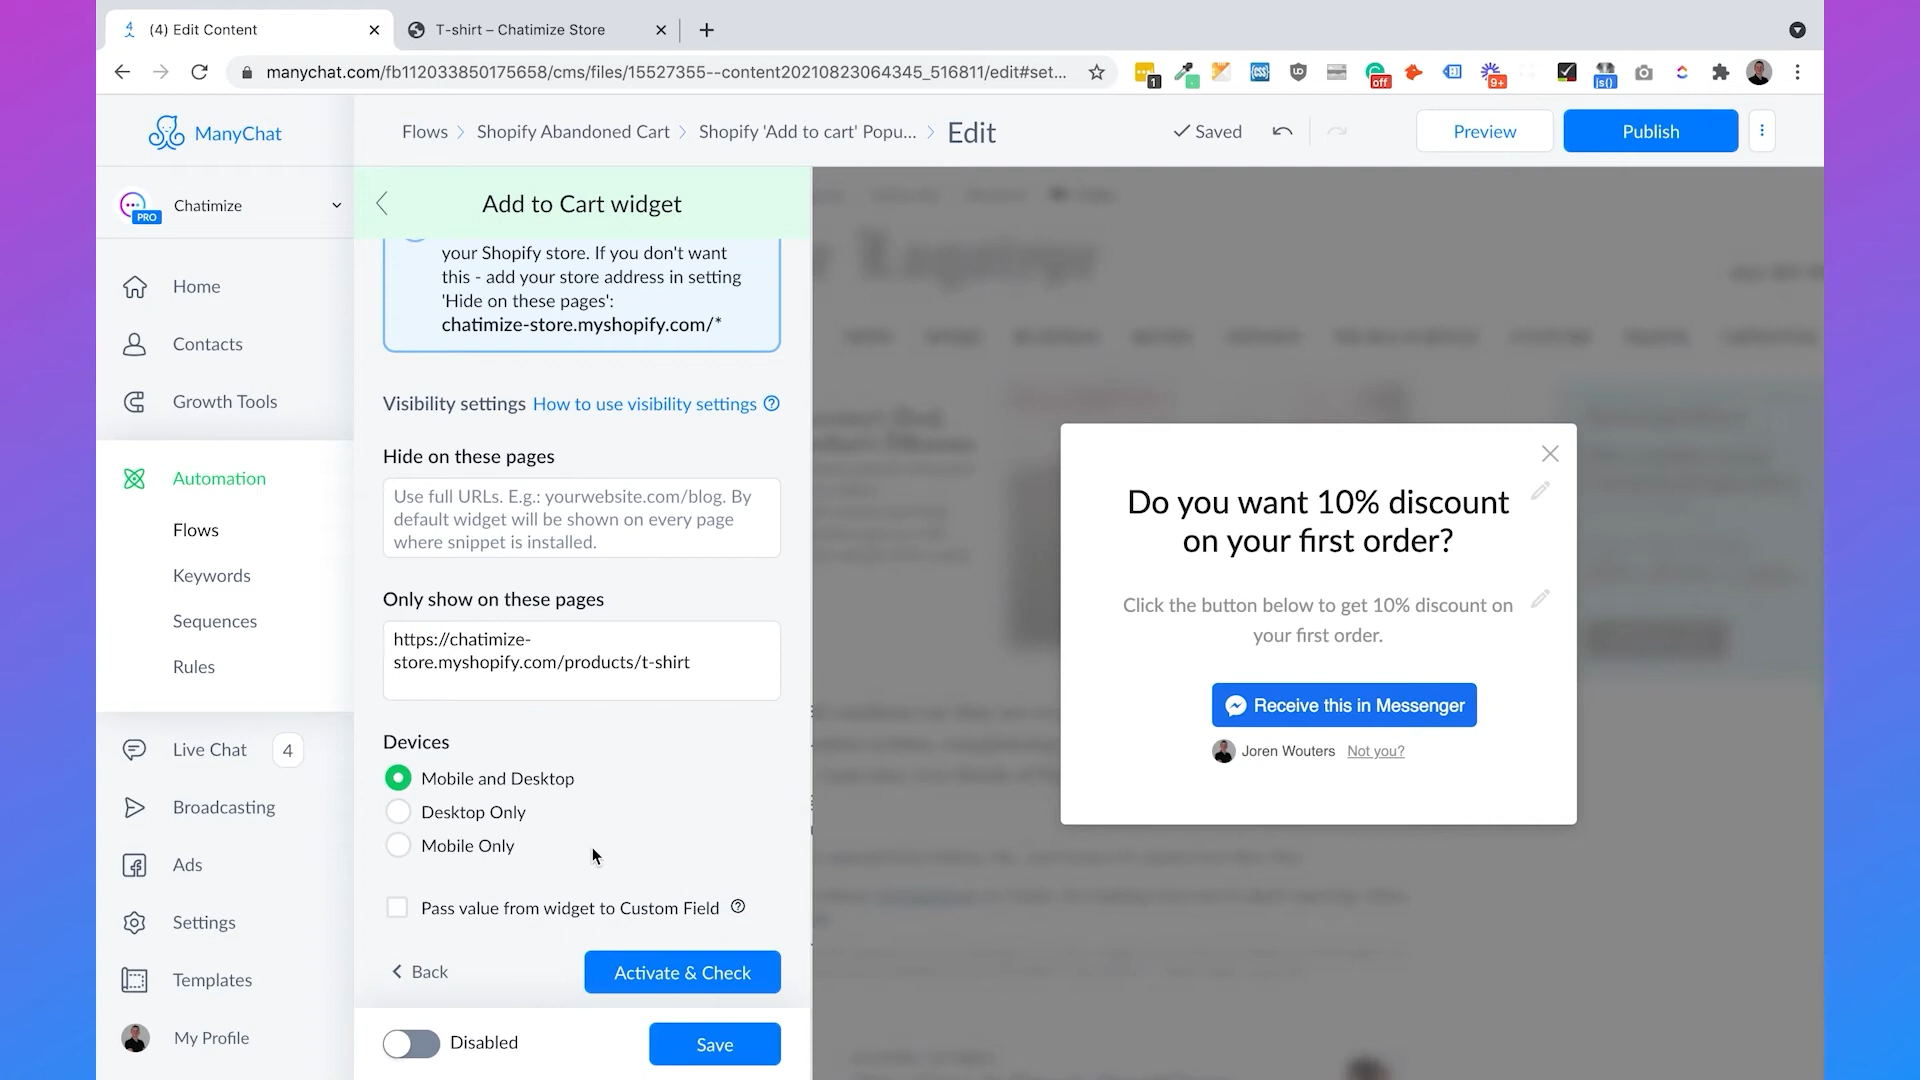 (4) Edit Content
T-shirt – Chatimize Store
manychat.com/fb112033850175658/cms/files/15527355--content20210823064345_516811/edit#set...
1
off
9+
js()
ManyChat
Flows
Shopify Abandoned Cart
Shopify 'Add to cart' Popu...
Edit
Saved
Preview
Publish
PRO
Chatimize
Home
Contacts
Growth Tools
Automation
Flows
Keywords
Sequences
Rules
Live Chat
4
Broadcasting
Ads
Settings
Templates
My Profile
Add to Cart widget
your Shopify store. If you don't want
this - add your store address in setting
'Hide on these pages':
chatimize-store.myshopify.com/*
Visibility settings How to use visibility settings
Hide on these pages
Use full URLs. E.g.: yourwebsite.com/blog. By
default widget will be shown on every page
where snippet is installed.
Only show on these pages
https://chatimize-
store.myshopify.com/products/t-shirt
Devices
Mobile and Desktop
Desktop Only
Mobile Only
Pass value from widget to Custom Field
Back
Activate & Check
Disabled
Save
Do you want 10% discount
on your first order?
Click the button below to get 10% discount on
your first order.
Receive this in Messenger
Joren Wouters Not you?